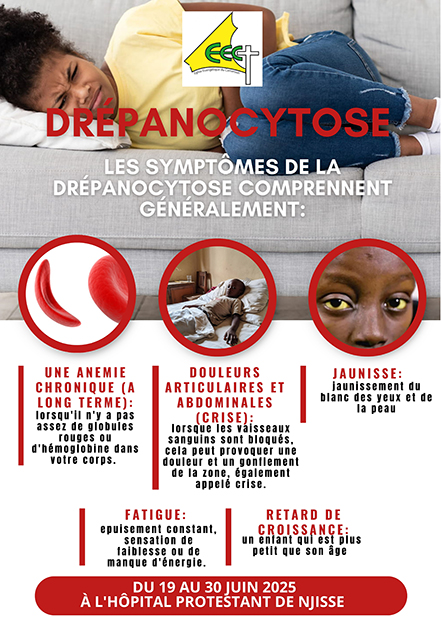 EEC
DRÉPANOCYTOSE
LES SYMPTÔMES DE LA
DRÉPANOCYTOSE COMPRENNENT
GÉNÉRALEMENT:
UNE ANEMIE
CHRONIQUE (A
LONG TERME):
lorsqu'il n'y a pas
assez de globules
rouges ou
d'hémoglobine dans
votre corps.
DOULEURS
ARTICULAIRES ET
ABDOMINALES
(CRISE):
lorsque les vaisseaux
sanguins sont bloqués,
cela peut provoquer une
douleur et un gonflement
de la zone, également
appelé crise.
JAUNISSE:
jaunissement du
blanc des yeux et de
la peau
FATIGUE:
epuisement constant,
sensation de
faiblesse ou de
manque d'énergie.
RETARD DE
CROISSANCE:
un enfant qui est plus
petit que son âge
DU 19 AU 30 JUIN 2025
À L'HÔPITAL PROTESTANT DE NJISSE